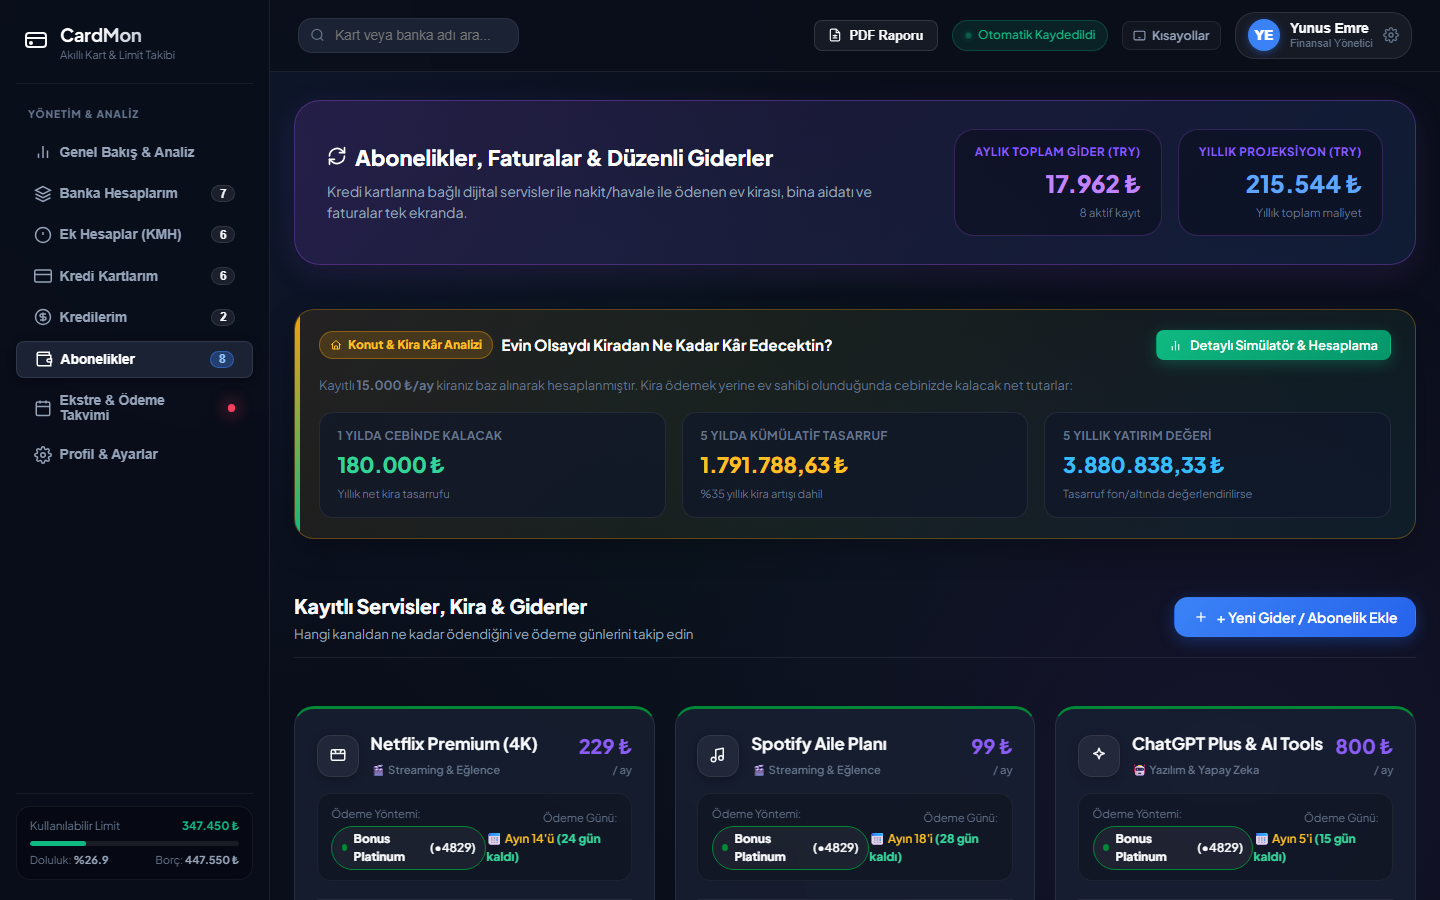 CardMon
Akıllı Kart & Limit Takibi
YÖNETİM & ANALİZ
Genel Bakış & Analiz
Banka Hesaplarım 7
Ek Hesaplar (KMH) 6
Kredi Kartlarım 6
Kredilerim 2
Abonelikler 8
Ekstre & Ödeme
Takvimi
Profil & Ayarlar
Kullanılabilir Limit 347.450 ₺
Doluluk: %26.9 Borç: 447.550 ₺
Kart veya banka adı ara...
PDF Raporu
Otomatik Kaydedildi
Kısayollar
YE
Yunus Emre
Finansal Yönetici
Abonelikler, Faturalar & Düzenli Giderler
Kredi kartlarına bağlı dijital servisler ile nakit/havale ile ödenen ev kirası, bina aidatı ve
faturalar tek ekranda.
AYLIK TOPLAM GİDER (TRY)
17.962 ₺
8 aktif kayıt
YILLIK PROJEKSİYON (TRY)
215.544 ₺
Yıllık toplam maliyet
Konut & Kira Kâr Analizi
Evin Olsaydı Kiradan Ne Kadar Kâr Edecektin?
Detaylı Simülatör & Hesaplama
Kayıtlı 15.000 ₺/ay kiranız baz alınarak hesaplanmıştır. Kira ödemek yerine ev sahibi olunduğunda cebinizde kalacak net tutarlar:
1 YILDA CEBİNDE KALACAK
180.000 ₺
Yıllık net kira tasarrufu
5 YILDA KÜMÜLATİF TASARRUF
1.791.788,63 ₺
%35 yıllık kira artışı dahil
5 YILLIK YATIRIM DEĞERİ
3.880.838,33 ₺
Tasarruf fon/altında değerlendirilirse
Kayıtlı Servisler, Kira & Giderler
Hangi kanaldan ne kadar ödendiğini ve ödeme günlerini takip edin
+ + Yeni Gider / Abonelik Ekle
Netflix Premium (4K) 229 ₺
Streaming & Eğlence / ay
Ödeme Yöntemi: Ödeme Günü:
Bonus Platinum (•4829) Ayın 14'ü (24 gün kaldı)
Spotify Aile Planı 99 ₺
Streaming & Eğlence / ay
Ödeme Yöntemi: Ödeme Günü:
Bonus Platinum (•4829) Ayın 18'i (28 gün kaldı)
ChatGPT Plus & AI Tools 800 ₺
Yazılım & Yapay Zeka / ay
Ödeme Yöntemi: Ödeme Günü:
Bonus Platinum (•4829) Ayın 5'i (15 gün kaldı)